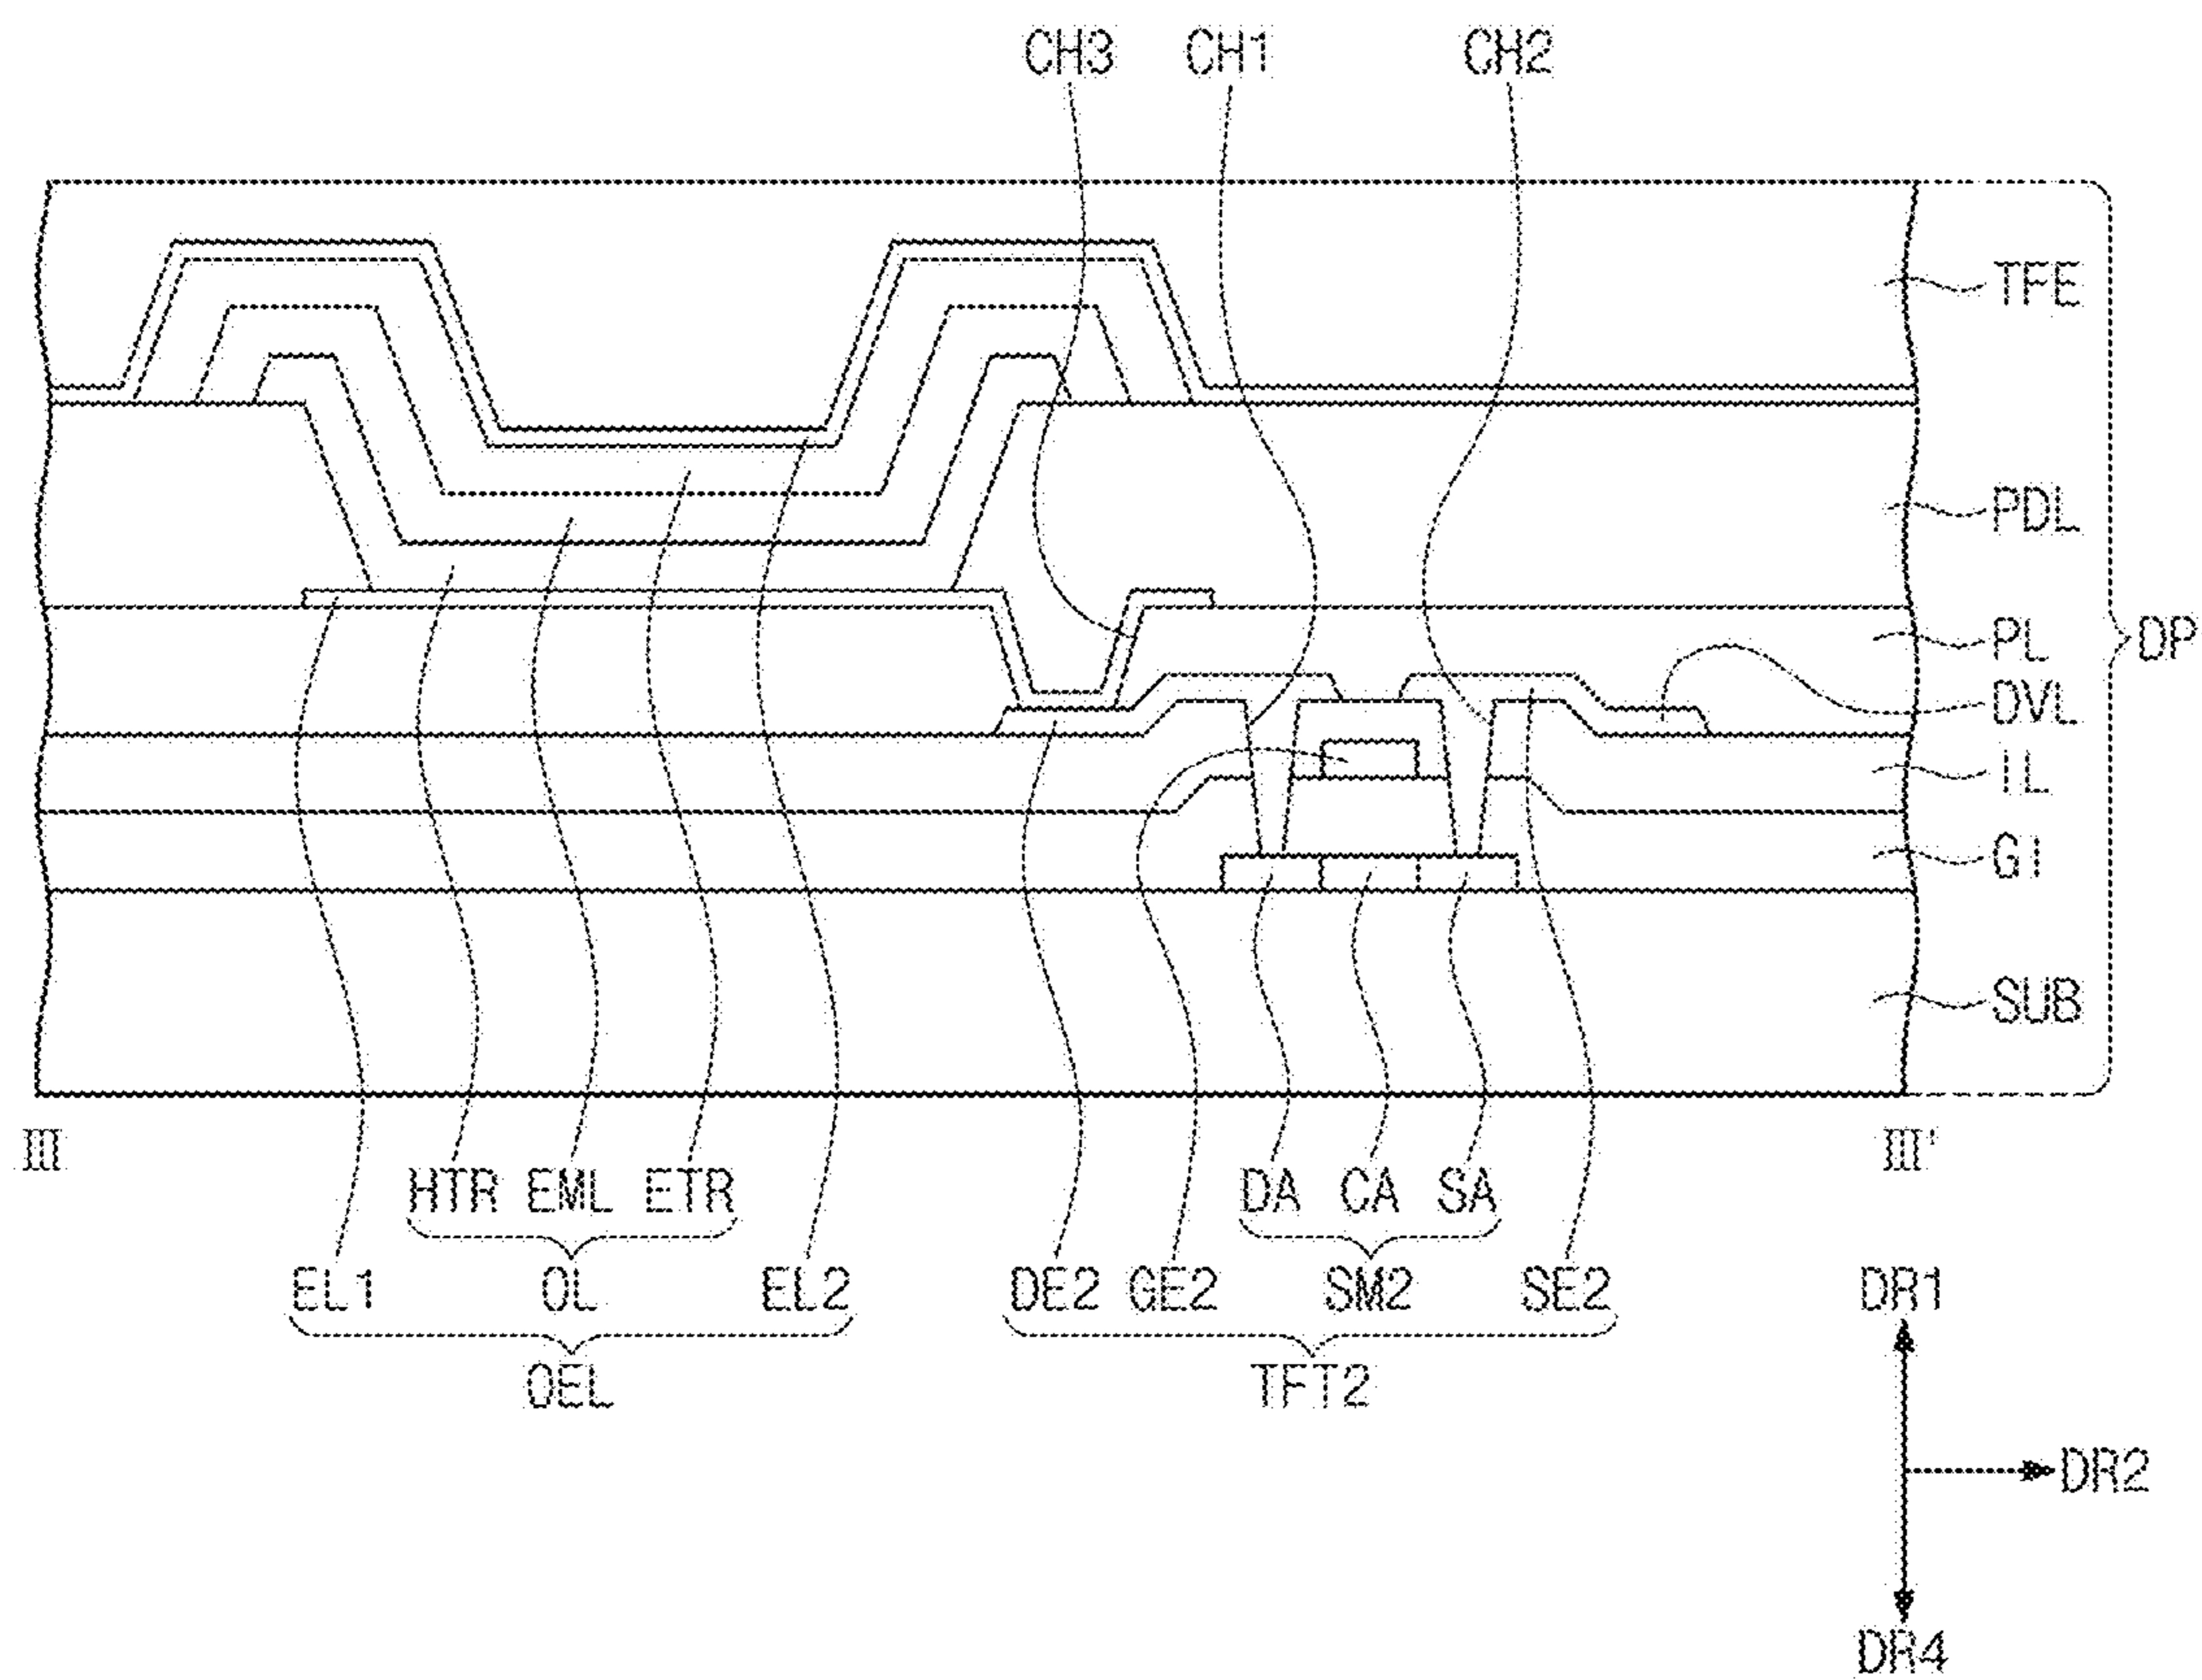 CH3 CH1 CH2
TFE
PDL
PL
DP
DVL
IL
GI
SUB
III III'
HTR EML ETR DA CA SA
EL1 OL EL2 DE2 GE2 SM2 SE2 DR1
OEL TFT2
DR2
DR4